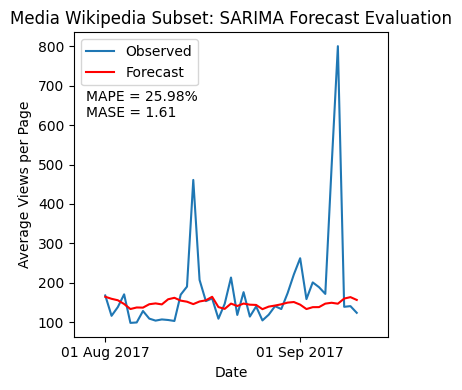 Media Wikipedia Subset: SARIMA Forecast Evaluation
Observed
Forecast
MAPE = 25.98%
MASE = 1.61
Average Views per Page
800
700
600
500
400
300
200
100
01 Aug 2017
01 Sep 2017
Date